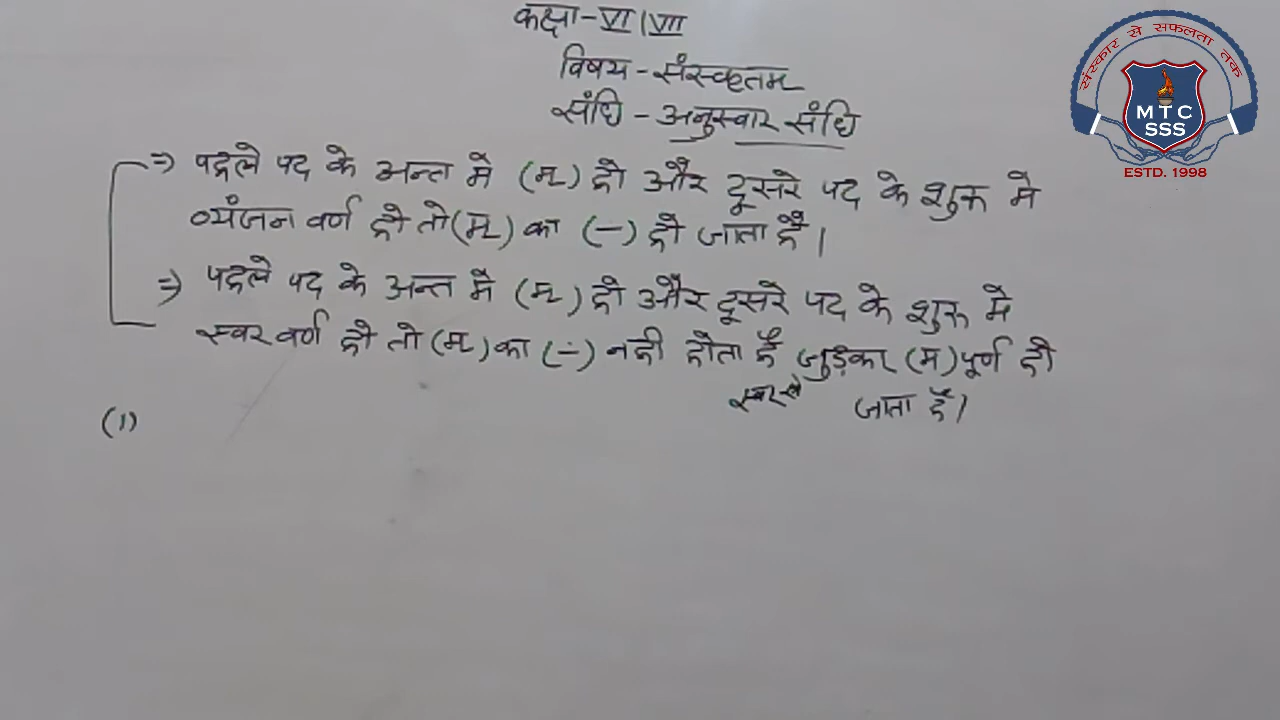 कक्षा-VI/VII
विषय - संस्कृतम्
संधि - अनुस्वार संधि
⇒ पहले पद के अन्त मे (म्) हो और दूसरे पद के शुरू मे
व्यंजन वर्ण हो तो (म्) का (–ं) हो जाता है।
⇒ पहले पद के अन्त मे (म्) हो और दूसरे पद के शुरू मे
स्वर वर्ण हो तो (म्) का (–ं) नही होता है जुड़कार (म) पूर्ण हो
स्वर से जाता है।
(1)
संस्कार से सफलता तक
MTC
SSS
ESTD. 1998